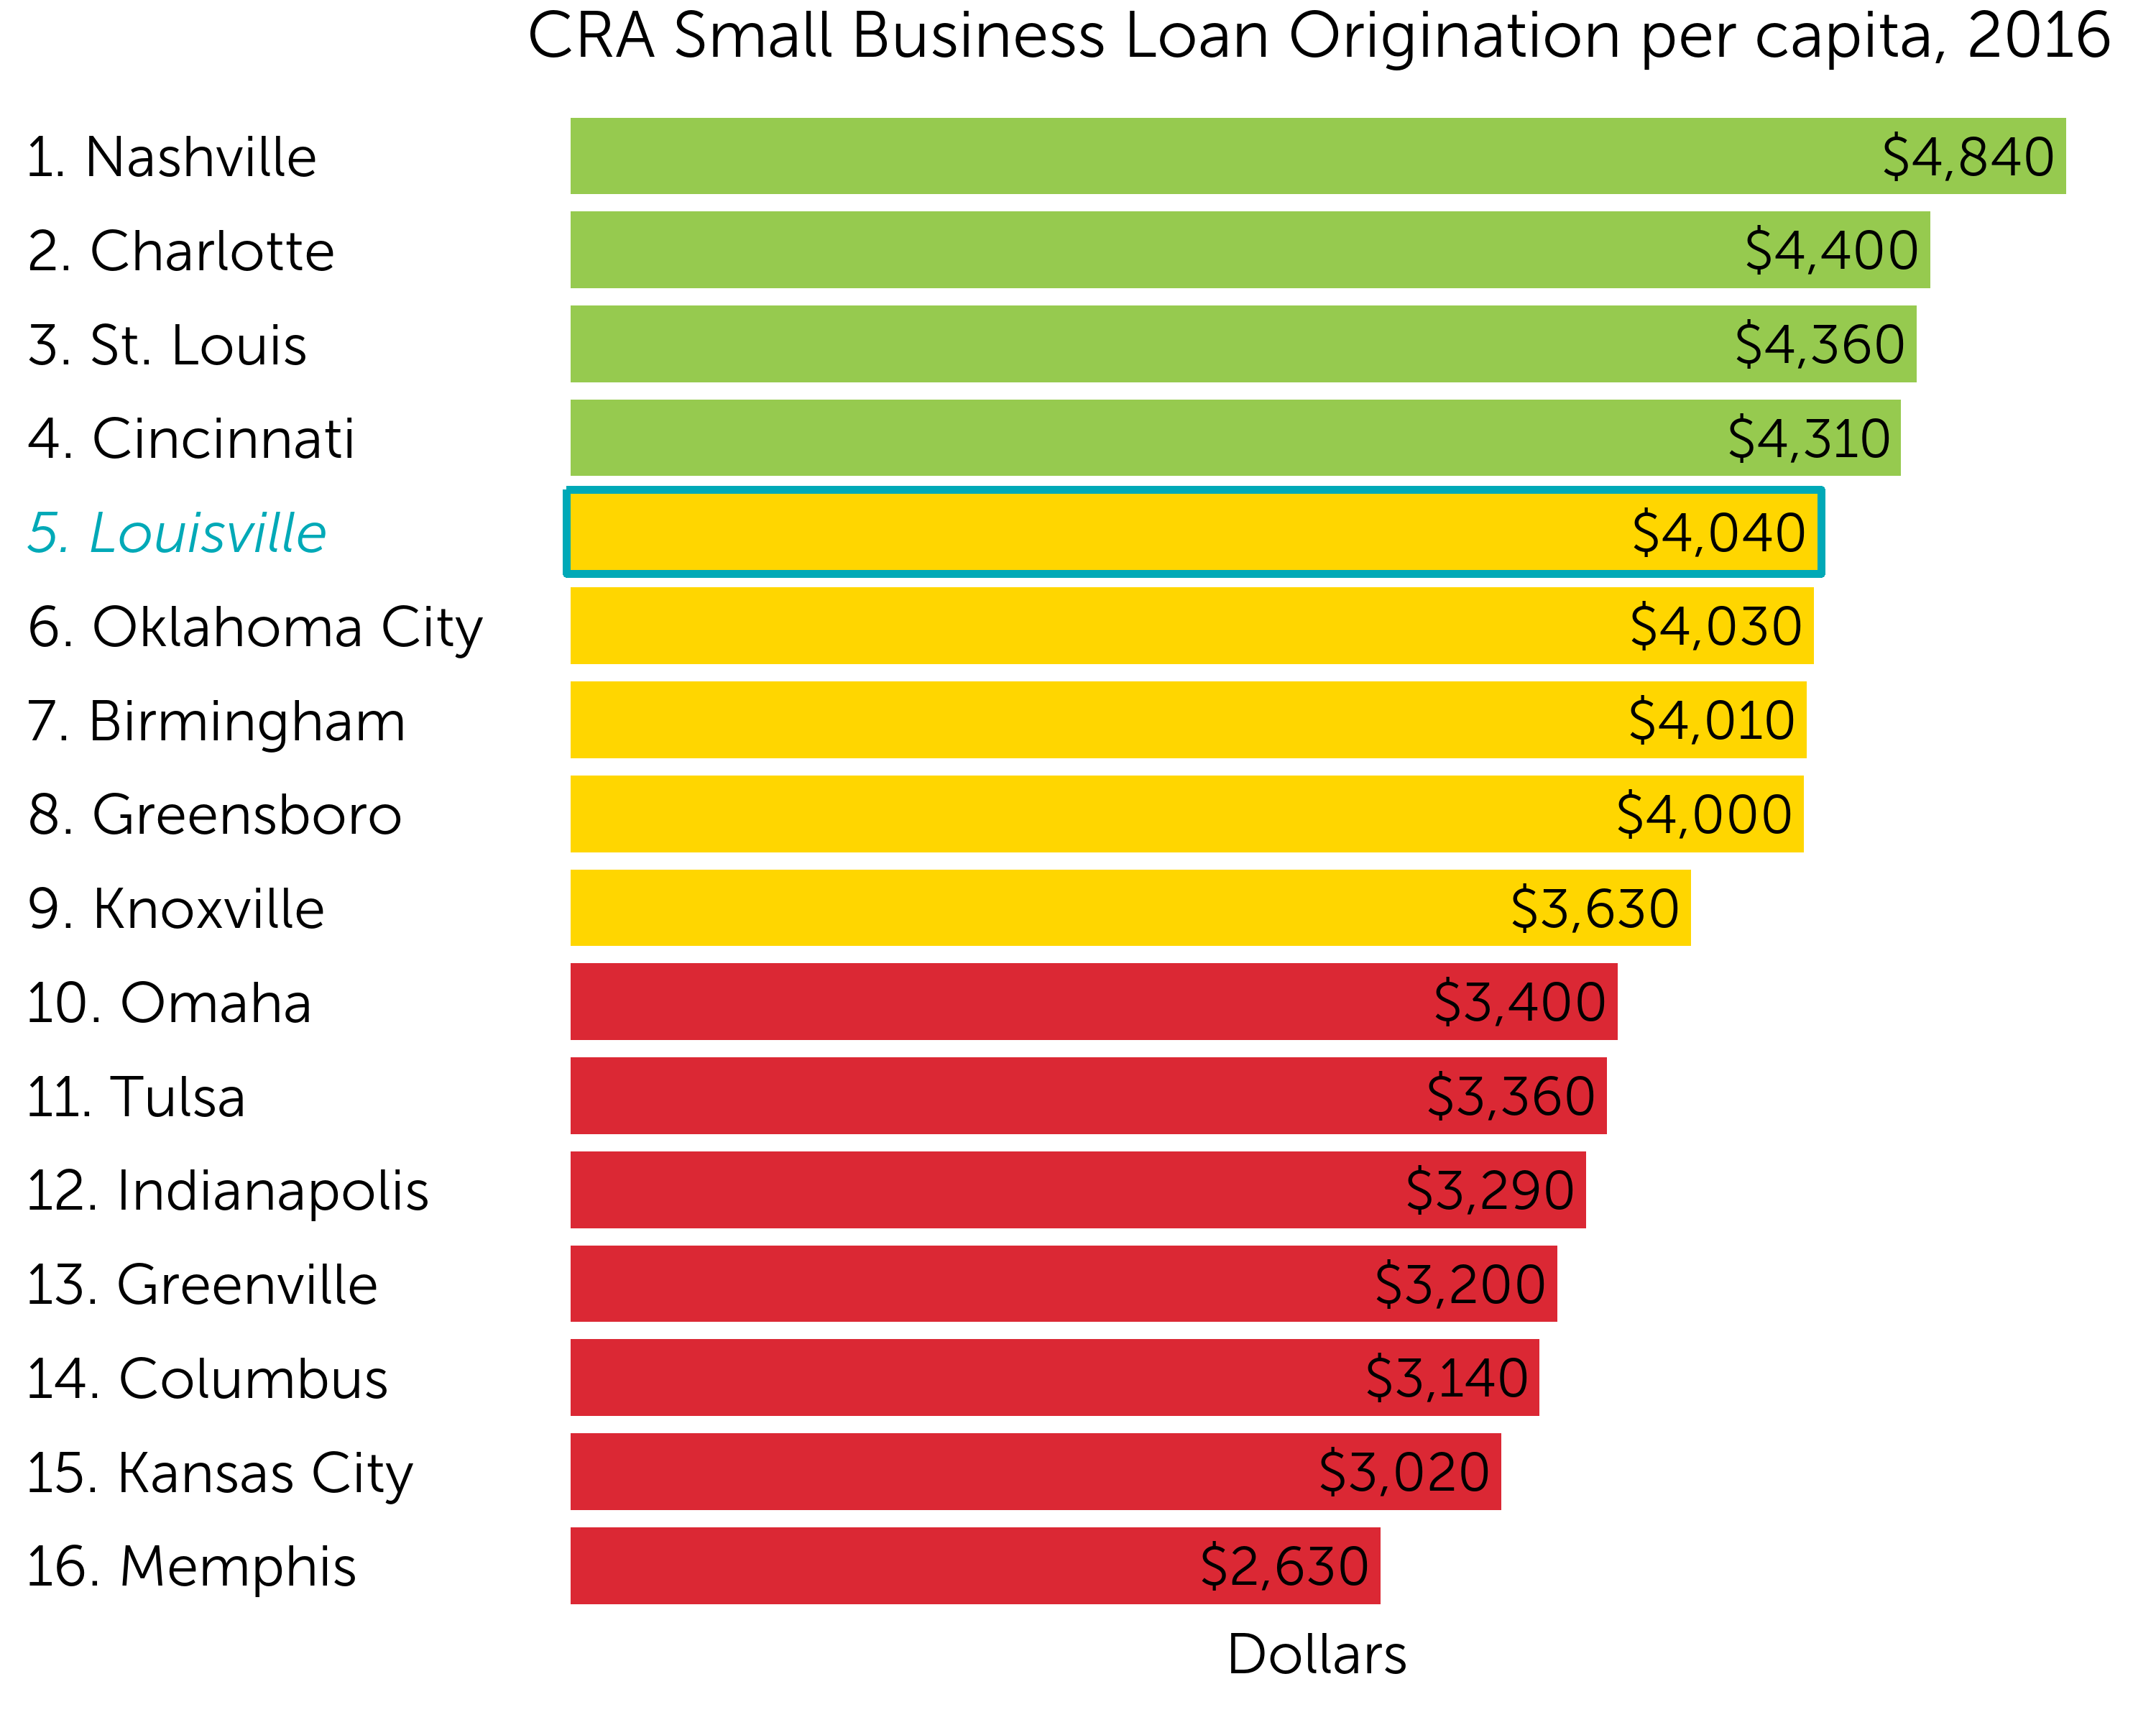 CRA Small Business Loan Origination per capita, 2016
1. Nashville $4,840
2. Charlotte $4,400
3. St. Louis $4,360
4. Cincinnati $4,310
5. Louisville $4,040
6. Oklahoma City $4,030
7. Birmingham $4,010
8. Greensboro $4,000
9. Knoxville $3,630
10. Omaha $3,400
11. Tulsa $3,360
12. Indianapolis $3,290
13. Greenville $3,200
14. Columbus $3,140
15. Kansas City $3,020
16. Memphis $2,630
Dollars